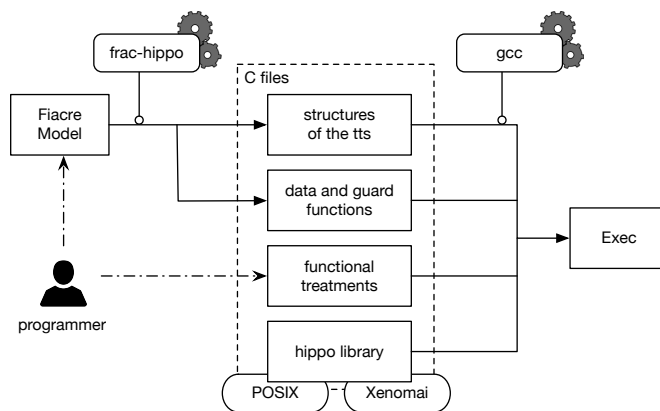 frac-hippo
gcc
C files
Fiacre
Model
structures
of the tts
data and guard
functions
Exec
functional
treatments
programmer
hippo library
POSIX
Xenomai